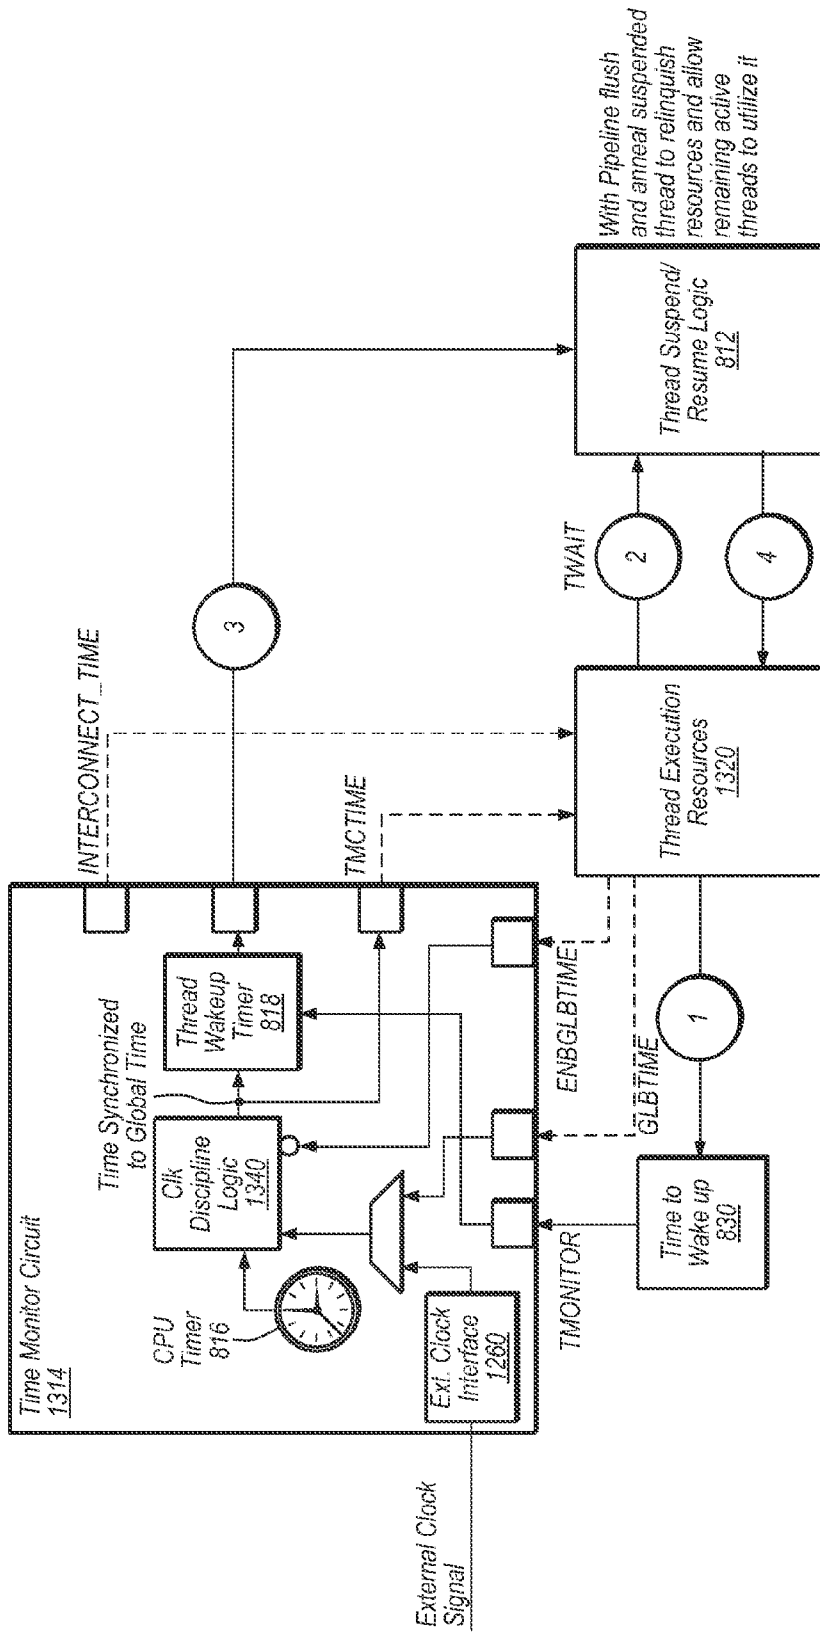 Time Monitor Circuit
1314
CPU
Timer
816
Time Synchronized
to Global Time
Clk
Discipline
Logic
1340
Thread
Wakeup
Timer
818
INTERCONNECT_TIME
3
TMCTIME
Ext. Clock
Interface
1260
External Clock
Signal
TMONITOR
ENBGLBTIME
GLBTIME
Time to
Wake up
830
1
Thread Execution
Resources
1320
TWAIT
2
4
Thread Suspend/
Resume Logic
812
With Pipeline flush
and anneal suspended
thread to relinquish
resources and allow
remaining active
threads to utilize it